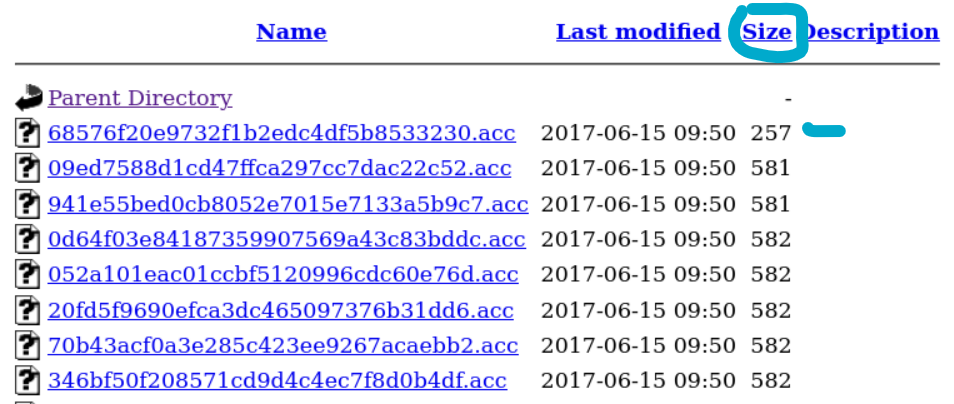 Name Last modified Size Description
Parent Directory -
68576f20e9732f1b2edc4df5b8533230.acc 2017-06-15 09:50 257
09ed7588d1cd47ffca297cc7dac22c52.acc 2017-06-15 09:50 581
941e55bed0cb8052e7015e7133a5b9c7.acc 2017-06-15 09:50 581
0d64f03e84187359907569a43c83bddc.acc 2017-06-15 09:50 582
052a101eac01ccbf5120996cdc60e76d.acc 2017-06-15 09:50 582
20fd5f9690efca3dc465097376b31dd6.acc 2017-06-15 09:50 582
70b43acf0a3e285c423ee9267acaebb2.acc 2017-06-15 09:50 582
346bf50f208571cd9d4c4ec7f8d0b4df.acc 2017-06-15 09:50 582